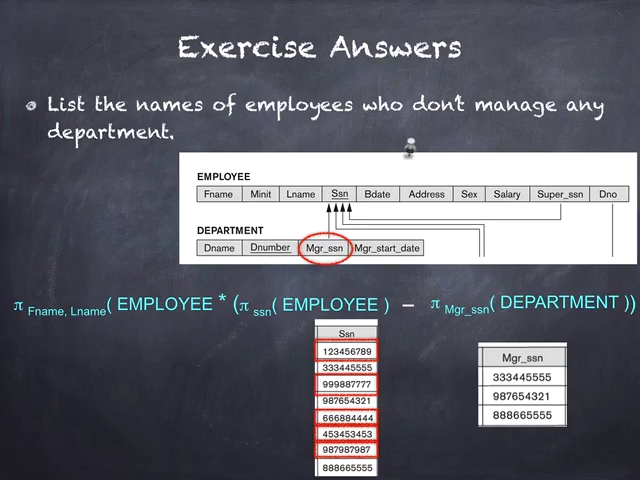 Exercise Answers
List the names of employees who don't manage any
department.
EMPLOYEE
Fname Minit Lname Ssn Bdate Address Sex Salary Super_ssn Dno
DEPARTMENT
Dname Dnumber Mgr_ssn Mgr_start_date
π Fname, Lname( EMPLOYEE * (π ssn( EMPLOYEE ) – π Mgr_ssn( DEPARTMENT ))
Ssn
123456789
333445555
999887777
987654321
666884444
453453453
987987987
888665555
Mgr_ssn
333445555
987654321
888665555